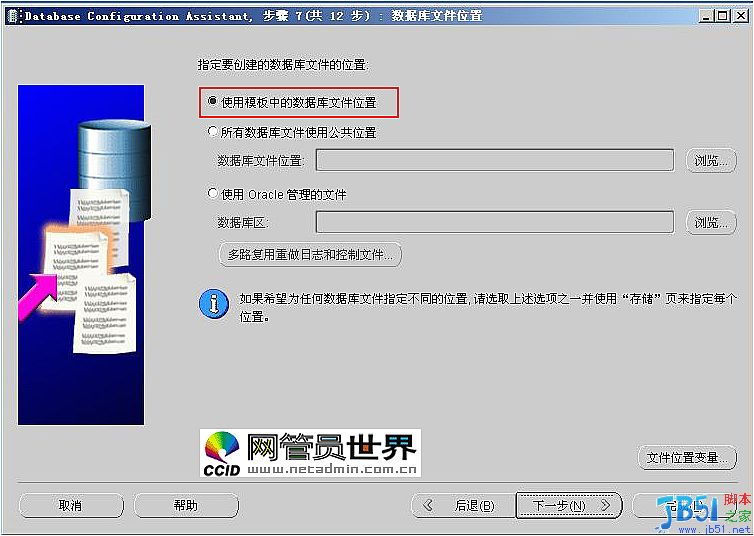 Database Configuration Assistant, 步骤 7(共 12 步) : 数据库文件位置
指定要创建的数据库文件的位置:
使用模板中的数据库文件位置
所有数据库文件使用公共位置
数据库文件位置:
浏览...
使用 Oracle 管理的文件
数据库区:
浏览...
多路复用重做日志和控制文件...
如果希望为任何数据库文件指定不同的位置, 请选取上述选项之一并使用“存储”页来指定每个
位置。
CCID
网管员世界
www.netadmin.com.cn
文件位置变量...
取消
帮助
后退(B)
下一步(N)
JB51
脚本
之家
www.jb51.net